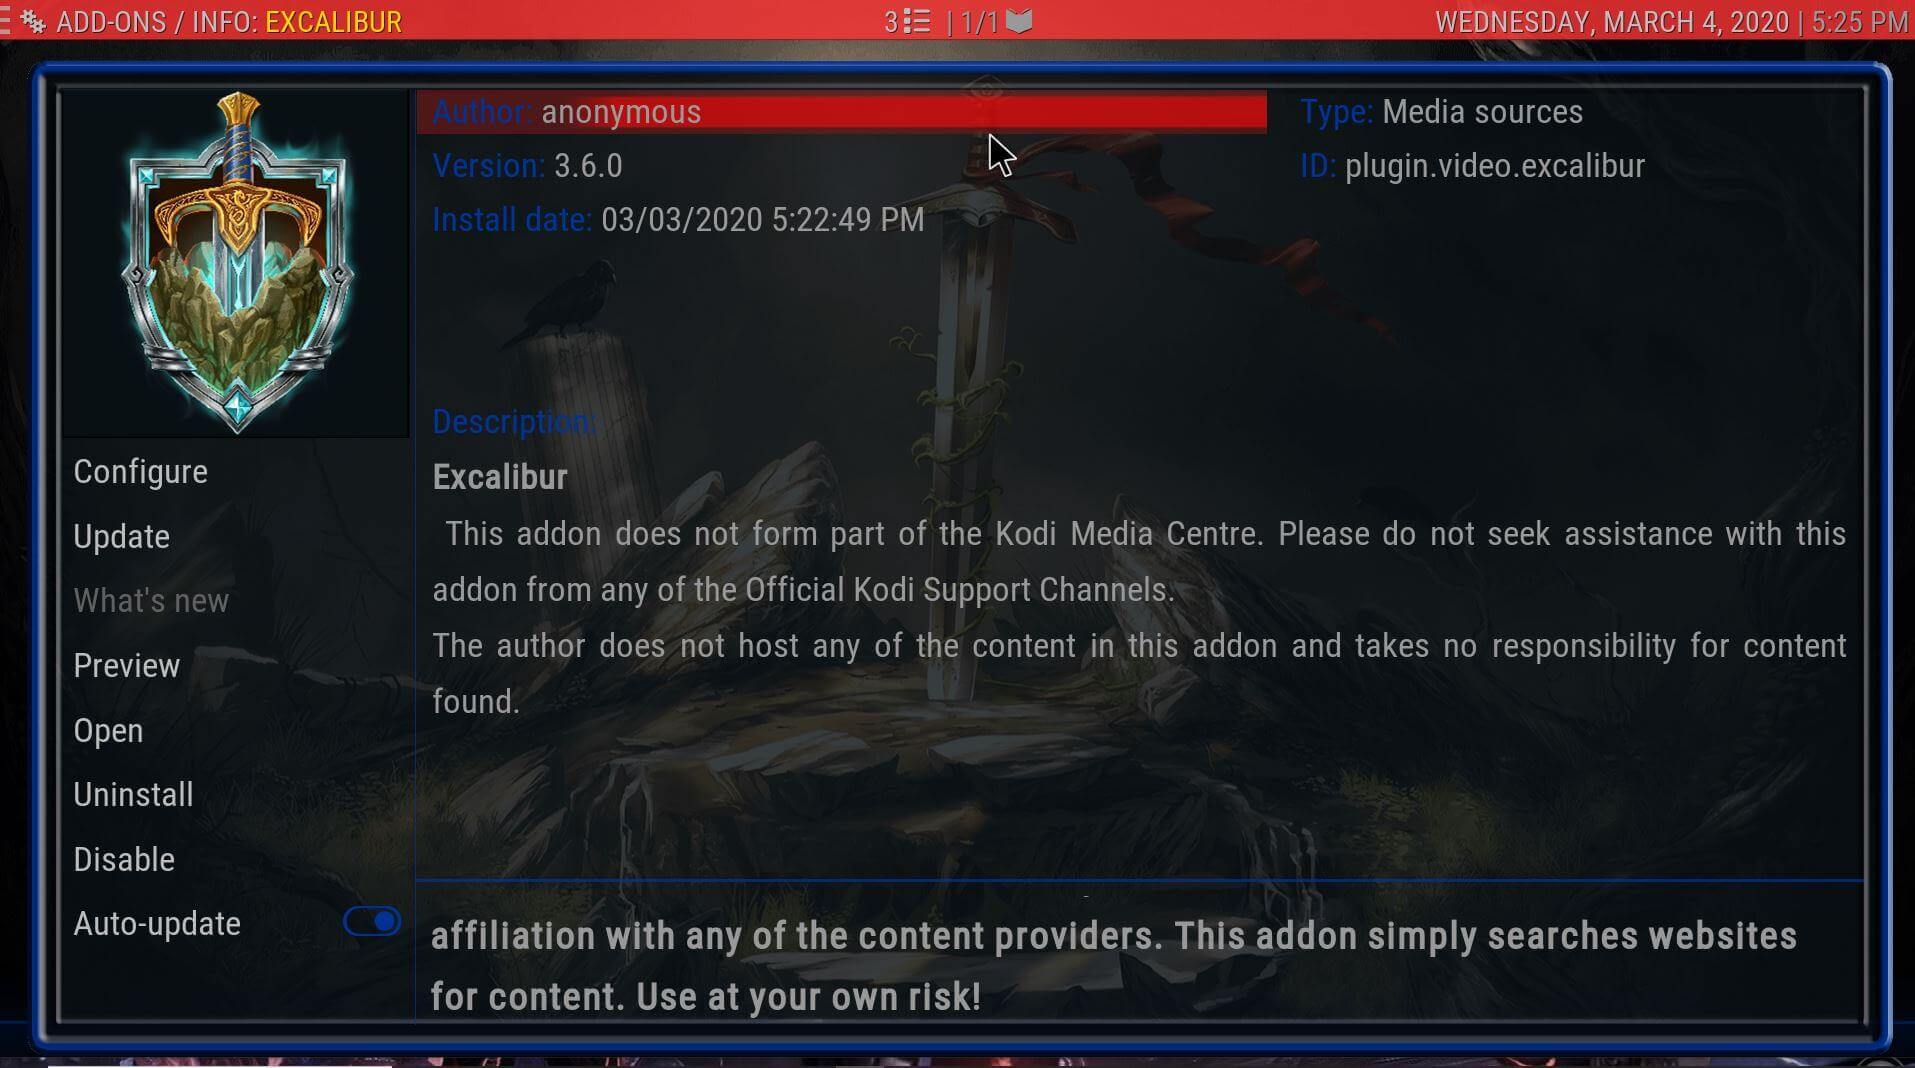 ADD-ONS / INFO: EXCALIBUR
3 | 1/1
WEDNESDAY, MARCH 4, 2020 | 5:25 PM
Author: anonymous
Type: Media sources
Version: 3.6.0
ID: plugin.video.excalibur
Install date: 03/03/2020 5:22:49 PM
Description:
Excalibur
This addon does not form part of the Kodi Media Centre. Please do not seek assistance with this
addon from any of the Official Kodi Support Channels.
The author does not host any of the content in this addon and takes no responsibility for content
found.
Configure
Update
What's new
Preview
Open
Uninstall
Disable
Auto-update
affiliation with any of the content providers. This addon simply searches websites
for content. Use at your own risk!